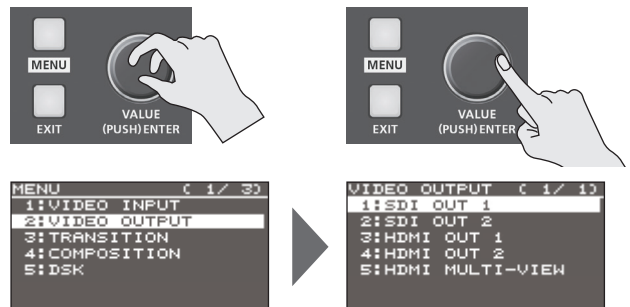 MENU
EXIT
VALUE
(PUSH) ENTER
MENU
EXIT
VALUE
(PUSH) ENTER
MENU ( 1/ 3)
1:VIDEO INPUT
2:VIDEO OUTPUT
3:TRANSITION
4:COMPOSITION
5:DSK
VIDEO OUTPUT ( 1/ 1)
1:SDI OUT 1
2:SDI OUT 2
3:HDMI OUT 1
4:HDMI OUT 2
5:HDMI MULTI-VIEW